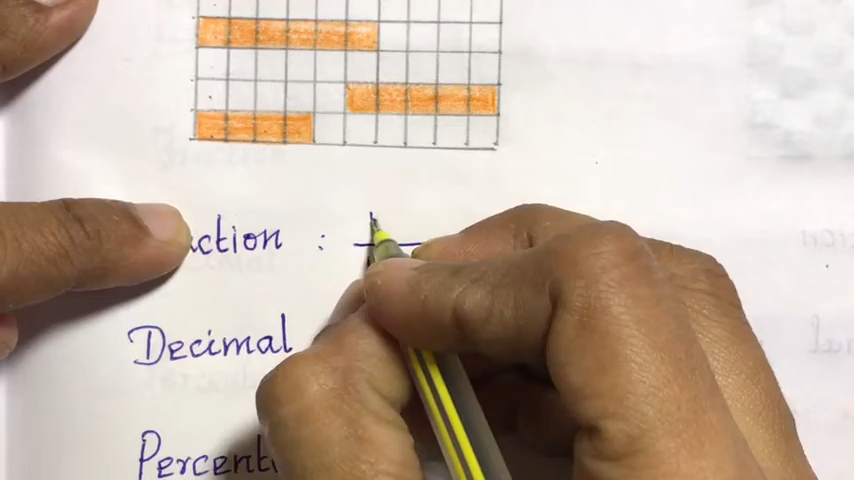 ction :
Decimal
Percent